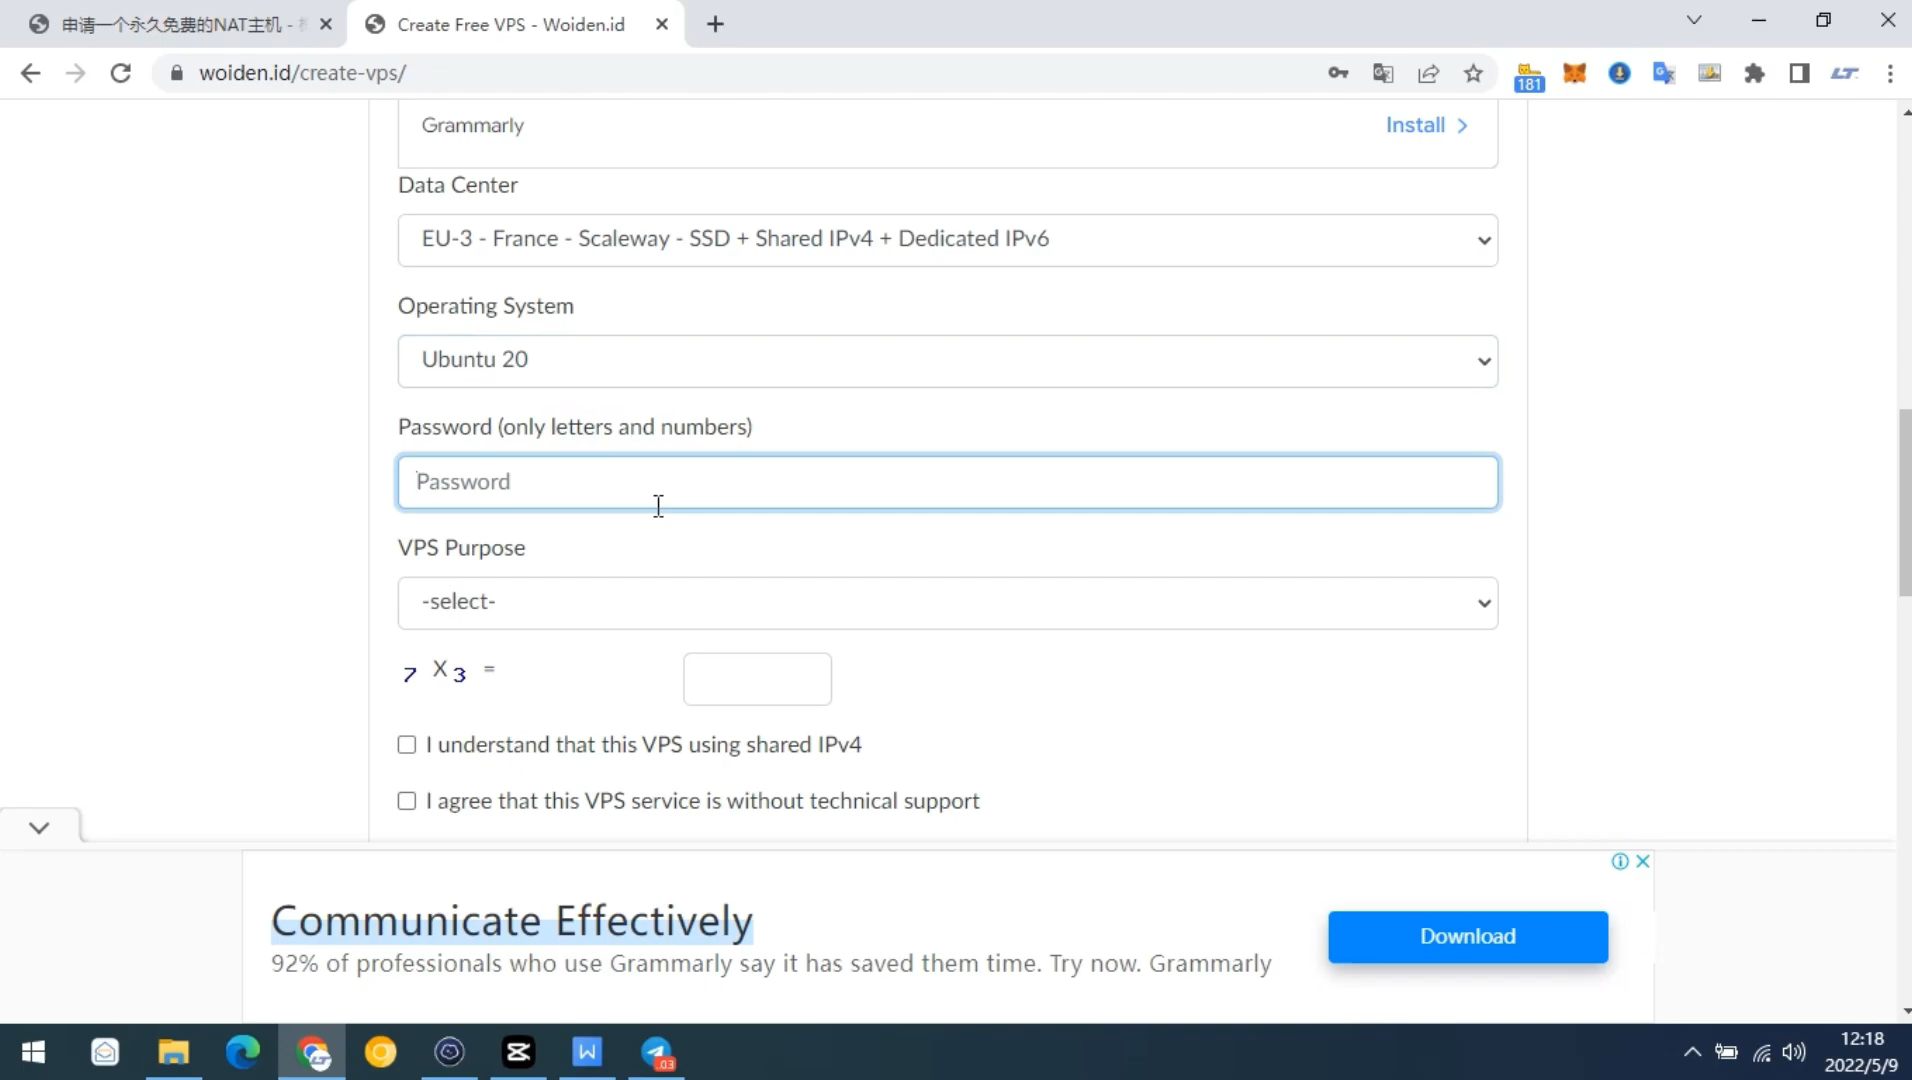 申请一个永久免费的NAT主机 -
Create Free VPS - Woiden.id
woiden.id/create-vps/
181
Grammarly
Install
Data Center
EU-3 - France - Scaleway - SSD + Shared IPv4 + Dedicated IPv6
Operating System
Ubuntu 20
Password (only letters and numbers)
Password
VPS Purpose
-select-
7 X 3 =
I understand that this VPS using shared IPv4
I agree that this VPS service is without technical support
Communicate Effectively
92% of professionals who use Grammarly say it has saved them time. Try now. Grammarly
Download
12:18
2022/5/9